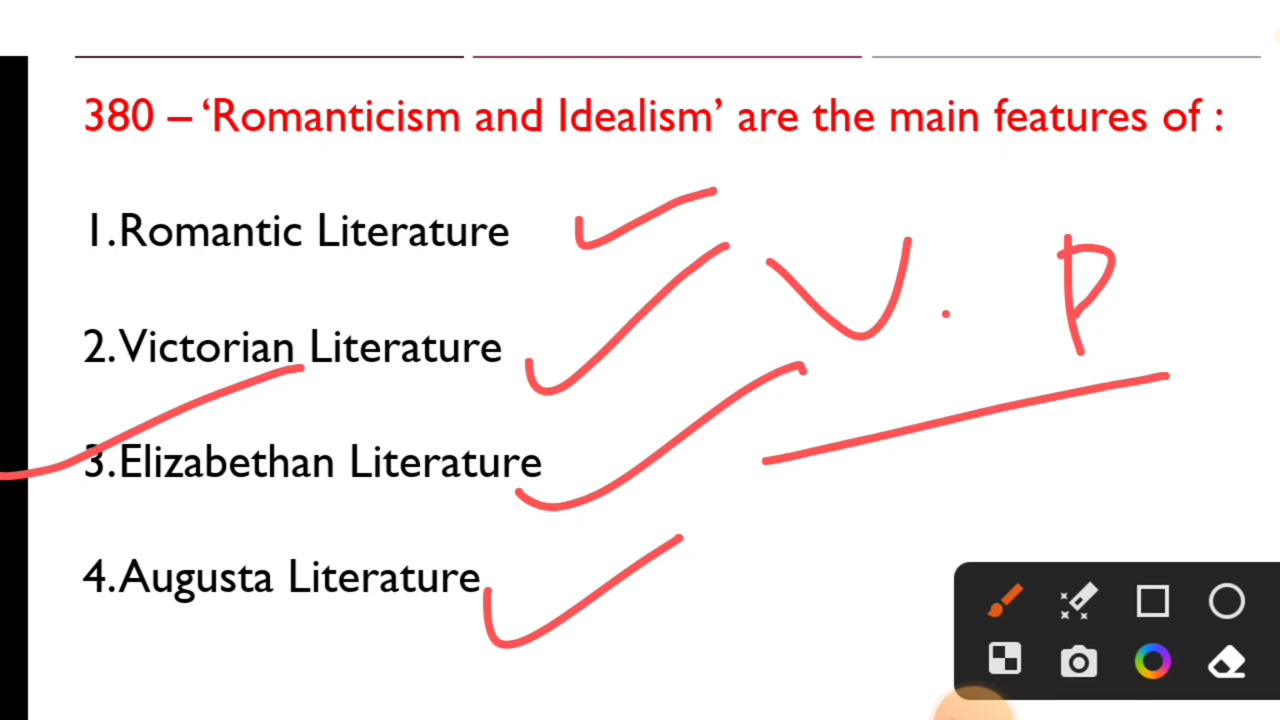 380 – ‘Romanticism and Idealism’ are the main features of :
1.Romantic Literature
2.Victorian Literature
V. P
3.Elizabethan Literature
4.Augusta Literature